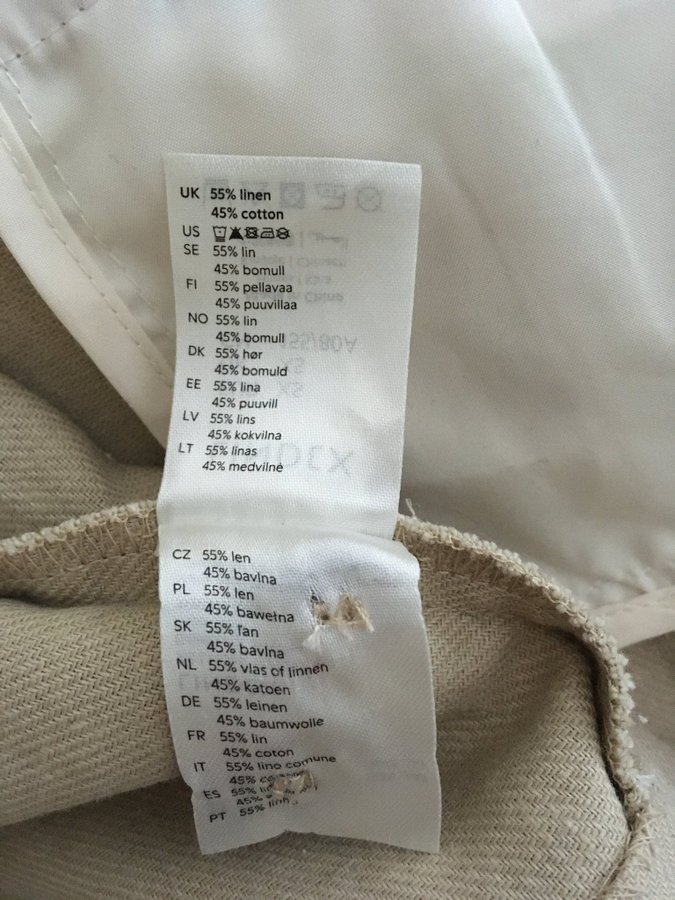 UK 55% linen
45% cotton
US
SE 55% lin
45% bomull
FI 55% pellavaa
45% puuvillaa
NO 55% lin
45% bomull
DK 55% hør
45% bomuld
EE 55% lina
45% puuvill
LV 55% lins
45% kokvilna
LT 55% linas
45% medvilnė
CZ 55% len
45% bavlna
PL 55% len
45% bawełna
SK 55% ľan
45% bavlna
NL 55% vlas of linnen
45% katoen
DE 55% leinen
45% baumwolle
FR 55% lin
45% coton
IT 55% lino comune
45%
ES 55%
45%
PT 55%